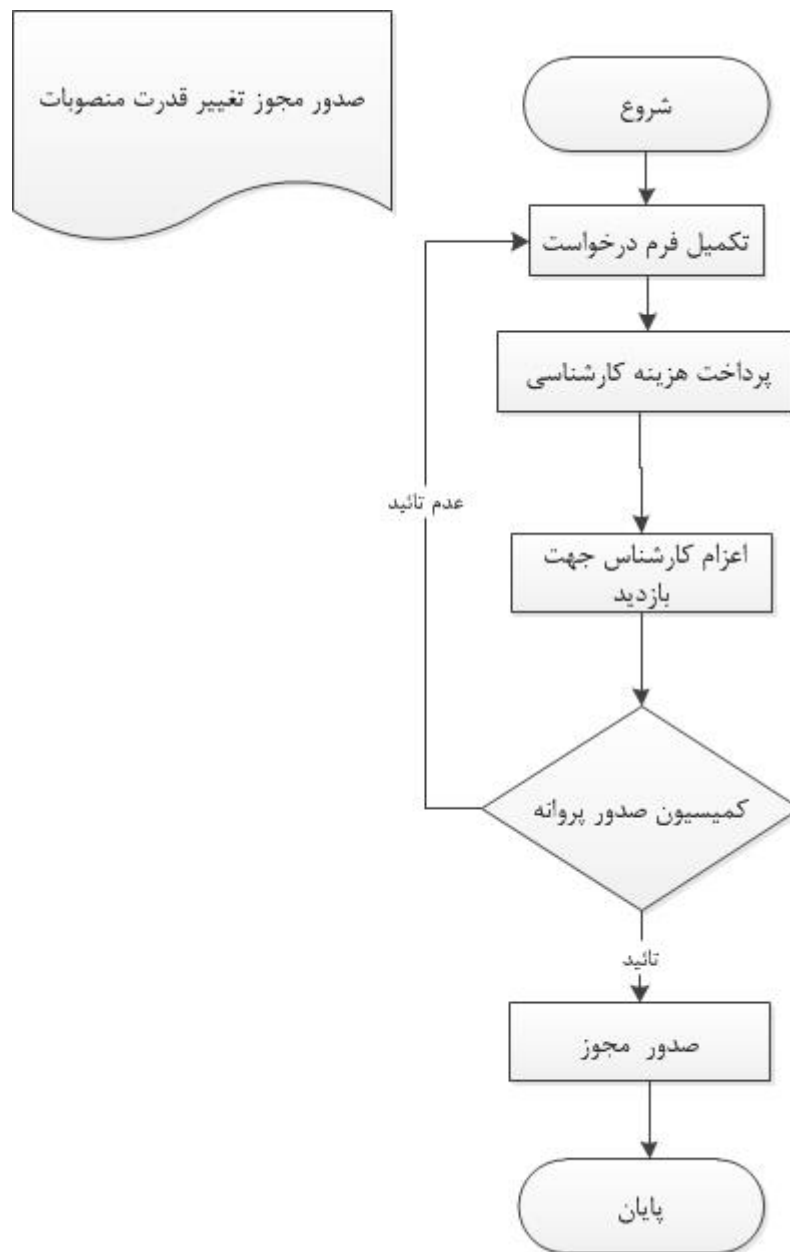 صدور مجوز تغییر قدرت منصوبات
شروع
تکمیل فرم درخواست
پرداخت هزینه کارشناسی
عدم تائید
اعزام کارشناس جهت
بازدید
کمیسیون صدور پروانه
تائید
صدور مجوز
پایان